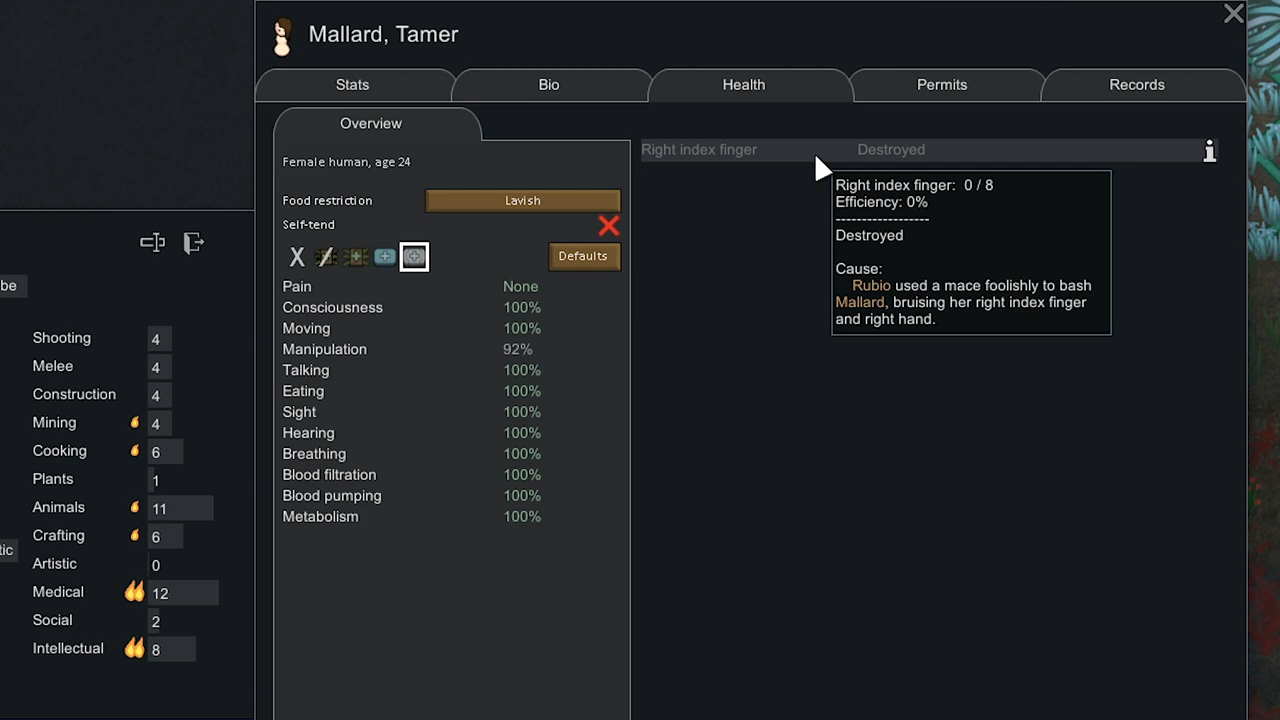 Mallard, Tamer
Stats
Bio
Health
Permits
Records
Overview
Female human, age 24
Food restriction
Lavish
Self-tend
Defaults
Pain None
Consciousness 100%
Moving 100%
Manipulation 92%
Talking 100%
Eating 100%
Sight 100%
Hearing 100%
Breathing 100%
Blood filtration 100%
Blood pumping 100%
Metabolism 100%
Right index finger Destroyed
Right index finger: 0 / 8
Efficiency: 0%
------------------
Destroyed
Cause:
Rubio used a mace foolishly to bash
Mallard, bruising her right index finger
and right hand.
be
tic
Shooting 4
Melee 4
Construction 4
Mining 4
Cooking 6
Plants 1
Animals 11
Crafting 6
Artistic 0
Medical 12
Social 2
Intellectual 8